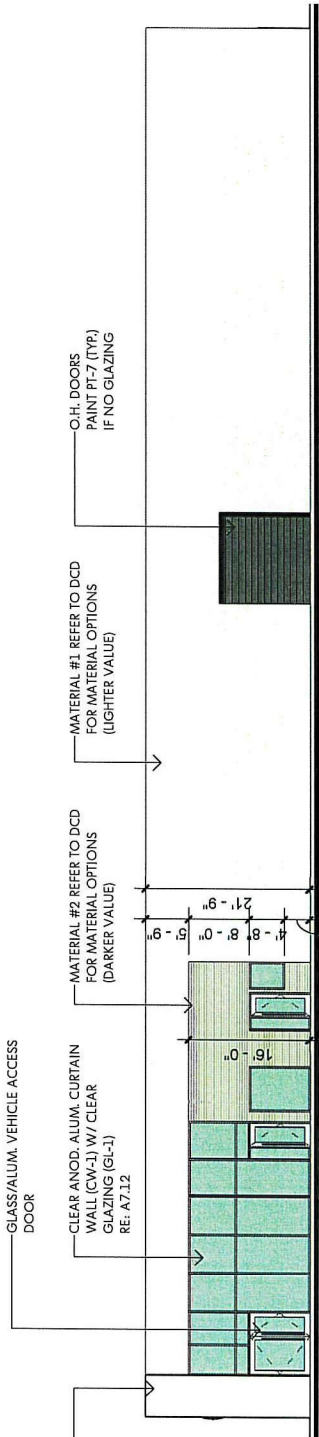 GLASS/ALUM. VEHICLE ACCESS
DOOR
CLEAR ANOD. ALUM. CURTAIN
WALL (CW-1) W/ CLEAR
GLAZING (GL-1)
RE: A7.12
MATERIAL #2 REFER TO DCD
FOR MATERIAL OPTIONS
(DARKER VALUE)
MATERIAL #1 REFER TO DCD
FOR MATERIAL OPTIONS
(LIGHTER VALUE)
O.H. DOORS
PAINT PT-7 (TYP.)
IF NO GLAZING
16' - 0"
4' - 8"
8' - 0"
5' - 9"
21' - 9"